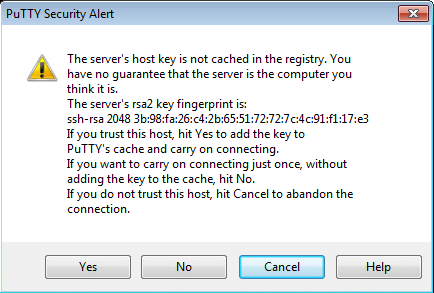 PuTTY Security Alert
The server's host key is not cached in the registry. You
have no guarantee that the server is the computer you
think it is.
The server's rsa2 key fingerprint is:
ssh-rsa 2048 3b:98:fa:26:c4:2b:65:51:72:72:7c:4c:91:f1:17:e3
If you trust this host, hit Yes to add the key to
PuTTY's cache and carry on connecting.
If you want to carry on connecting just once, without
adding the key to the cache, hit No.
If you do not trust this host, hit Cancel to abandon the
connection.
Yes No Cancel Help